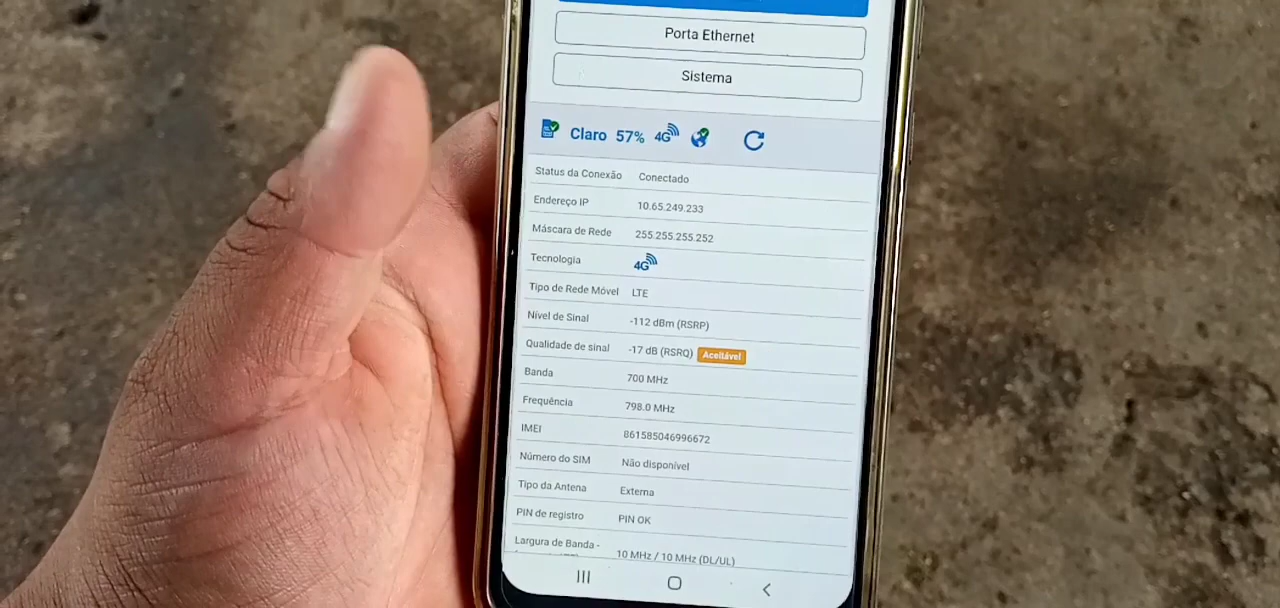 Porta Ethernet
Sistema
Claro 57% 4G
Status da Conexão Conectado
Endereço IP 10.65.249.233
Máscara de Rede 255.255.255.252
Tecnologia 4G
Tipo de Rede Móvel LTE
Nível de Sinal -112 dBm (RSRP)
Qualidade de sinal -17 dB (RSRQ) Aceitável
Banda 700 MHz
Frequência 798.0 MHz
IMEI 861585046996672
Número do SIM Não disponível
Tipo da Antena Externa
PIN de registro PIN OK
Largura de Banda - 10 MHz / 10 MHz (DL/UL)